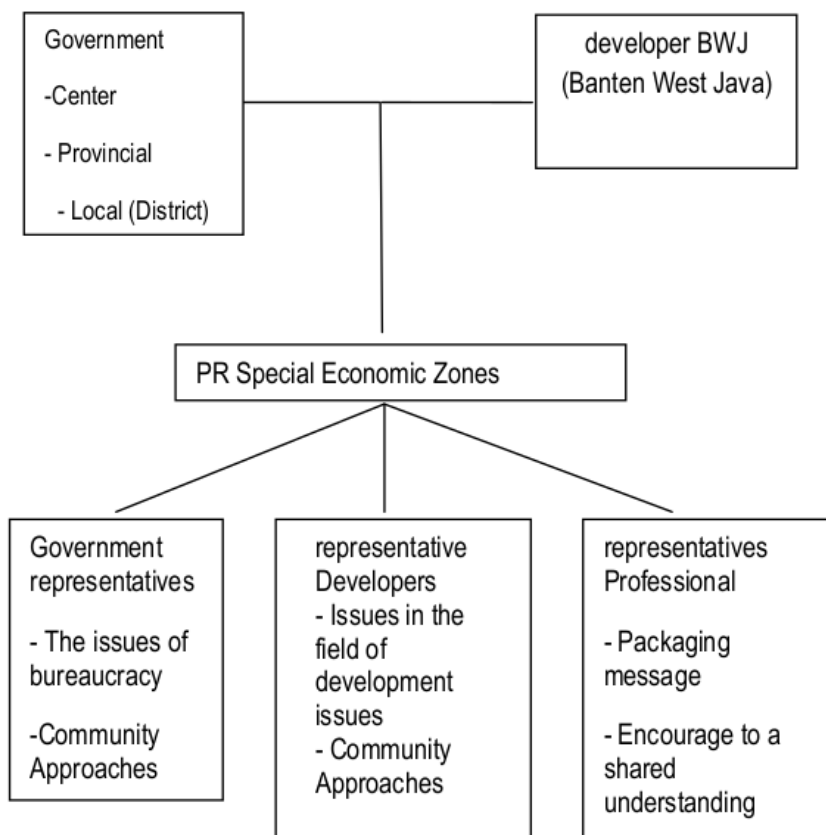 Government
-Center
- Provincial
- Local (District)
developer BWJ
(Banten West Java)
PR Special Economic Zones
Government
representatives
- The issues of
bureaucracy
-Community
Approaches
representative
Developers
- Issues in the
field of
development
issues
- Community
Approaches
representatives
Professional
- Packaging
message
- Encourage to a
shared
understanding